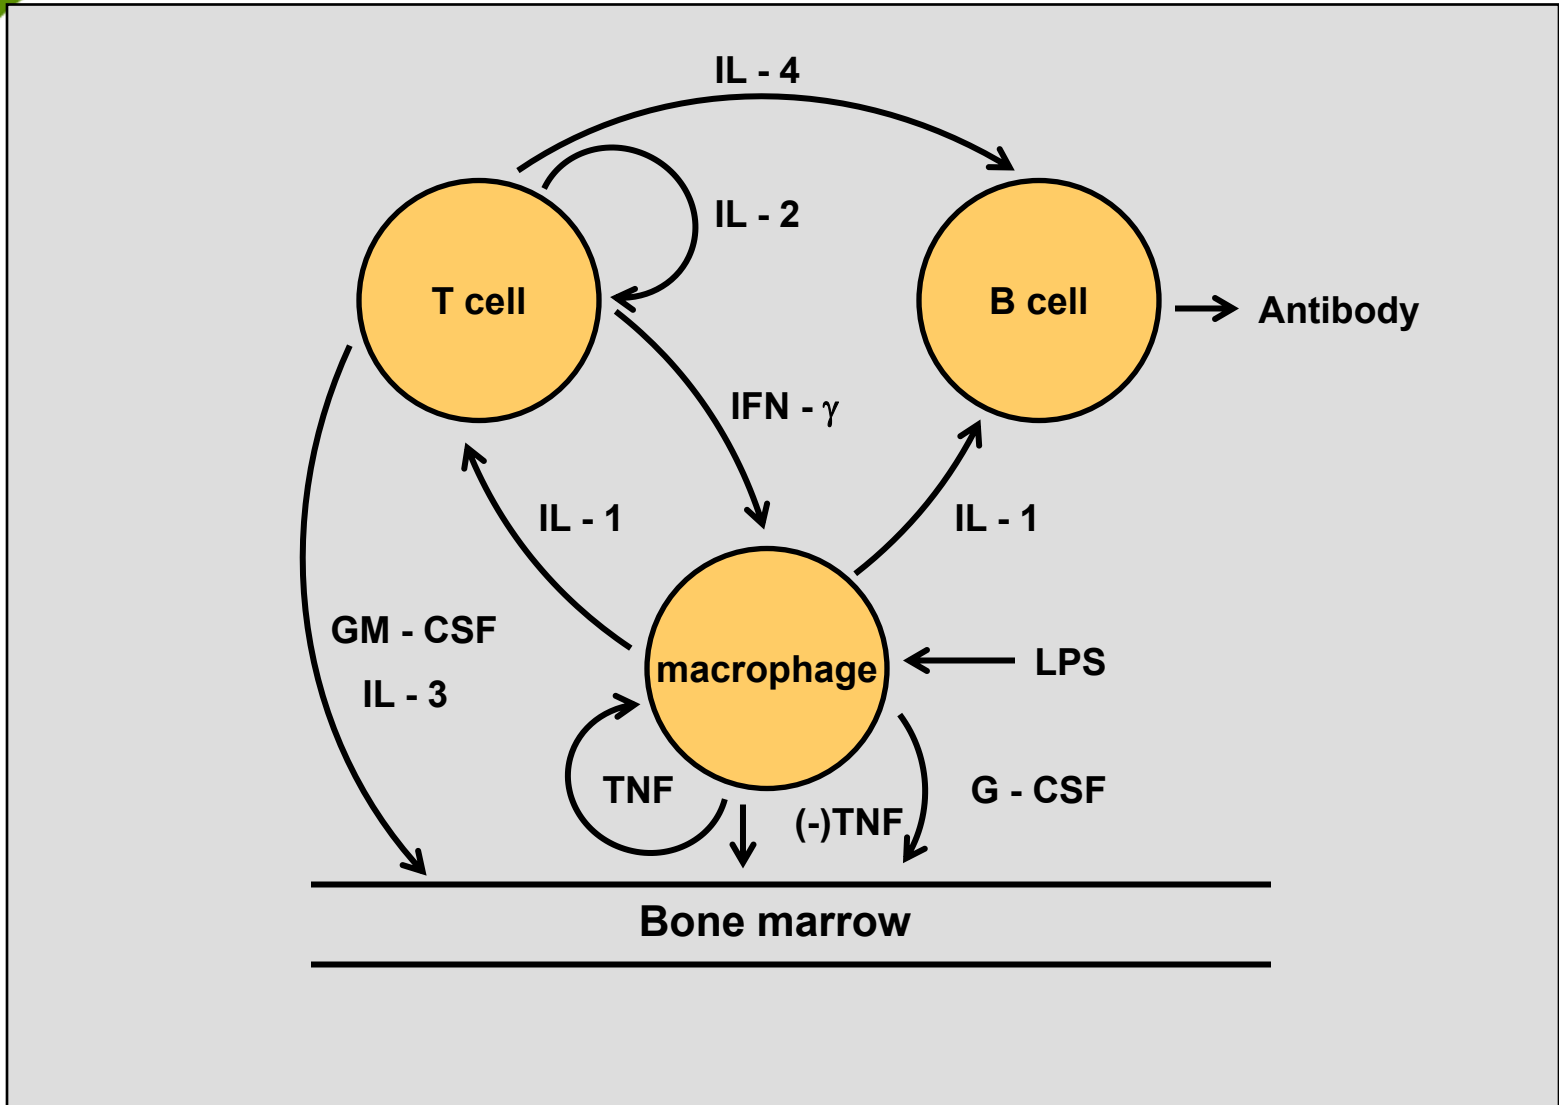 IL - 4
IL - 2
T cell
B cell
Antibody
IFN - γ
IL - 1
IL - 1
GM - CSF
IL - 3
macrophage
LPS
TNF
(-)TNF
G - CSF
Bone marrow